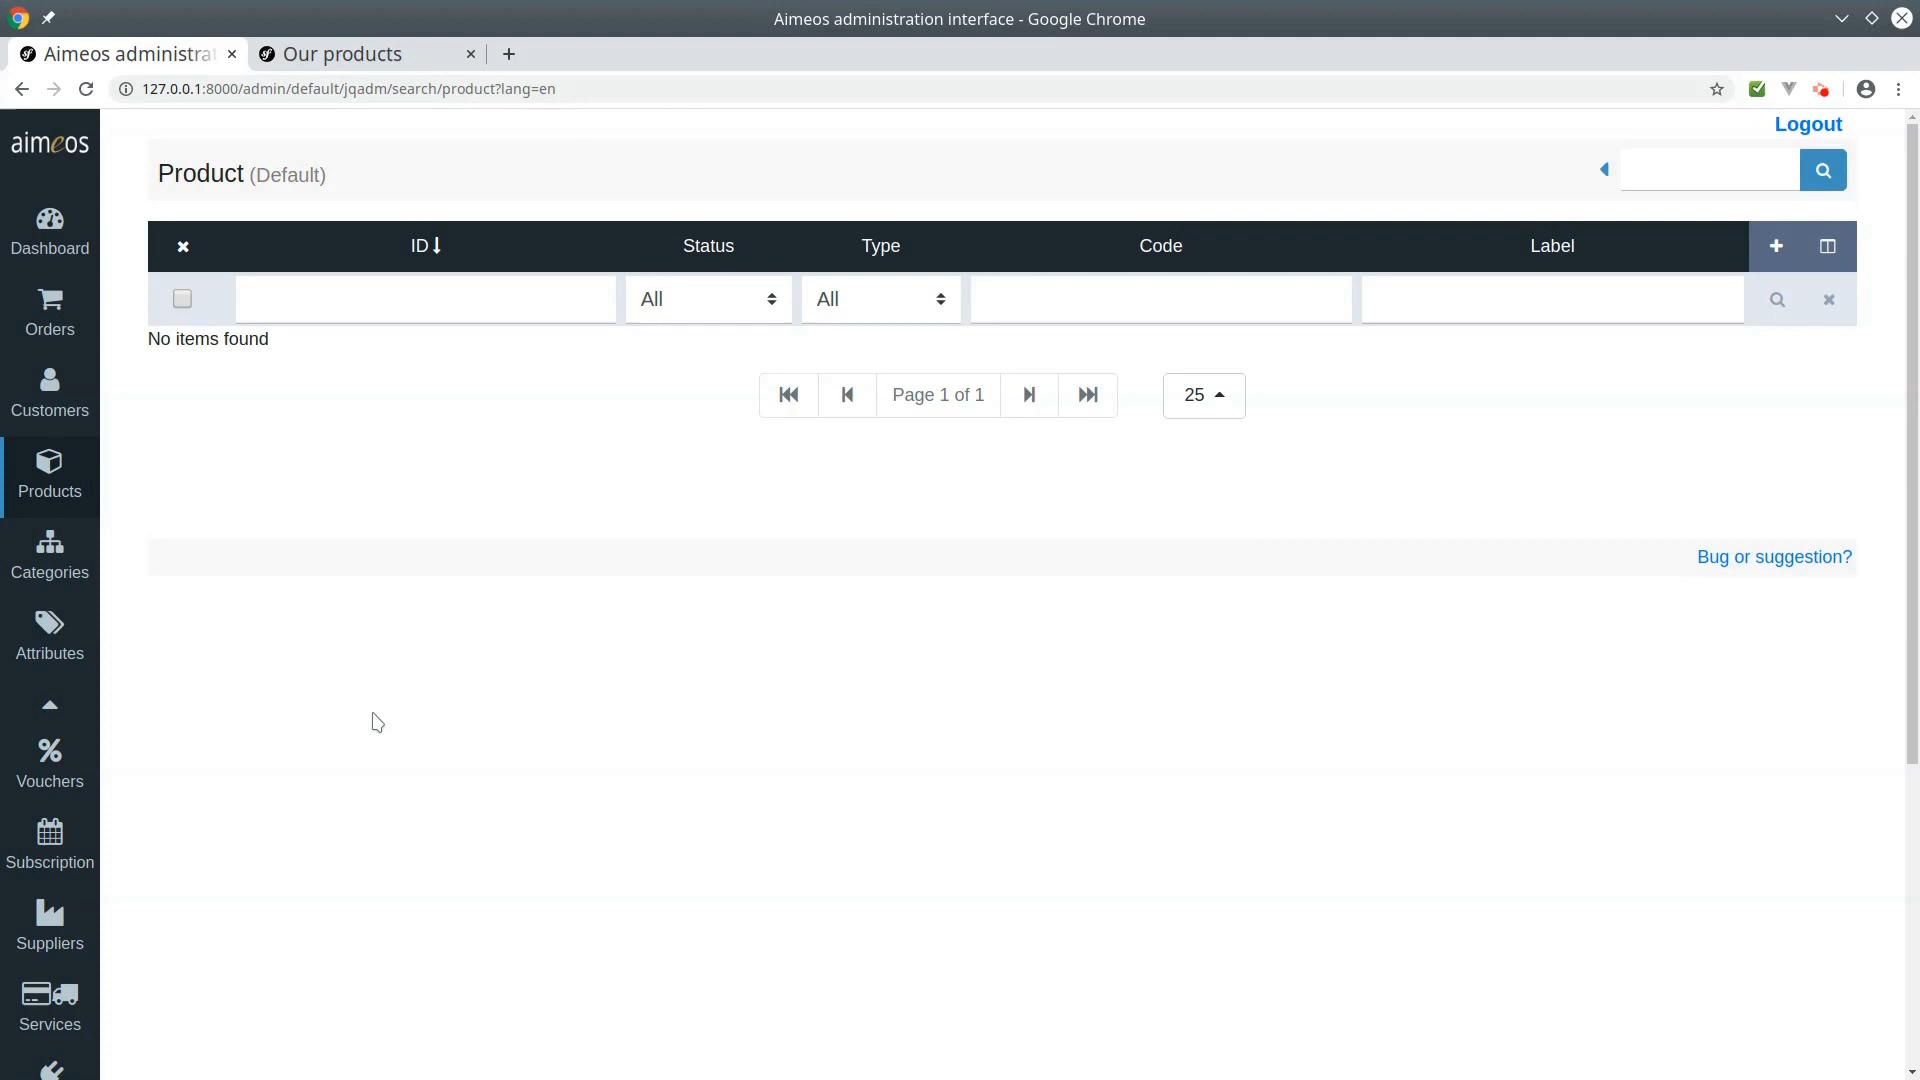 Aimeos administration interface - Google Chrome
Aimeos administrat
Our products
127.0.0.1:8000/admin/default/jqadm/search/product?lang=en
aimeos
Logout
Product (Default)
ID Status Type Code Label
All All
No items found
Page 1 of 1
25
Bug or suggestion?
Dashboard
Orders
Customers
Products
Categories
Attributes
Vouchers
Subscription
Suppliers
Services